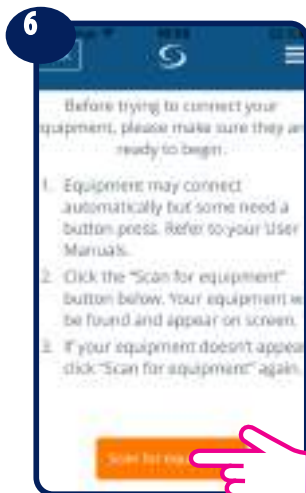 6
Before trying to connect your
equipment, please make sure they are
ready to begin.
1. Equipment may connect
automatically but some need a
button press. Refer to your User
Manuals.
2. Click the "Scan for equipment"
button below. Your equipment w
be found and appear on screen.
3. If your equipment doesn't appear
click "Scan for equipment" again.
Scan for equ